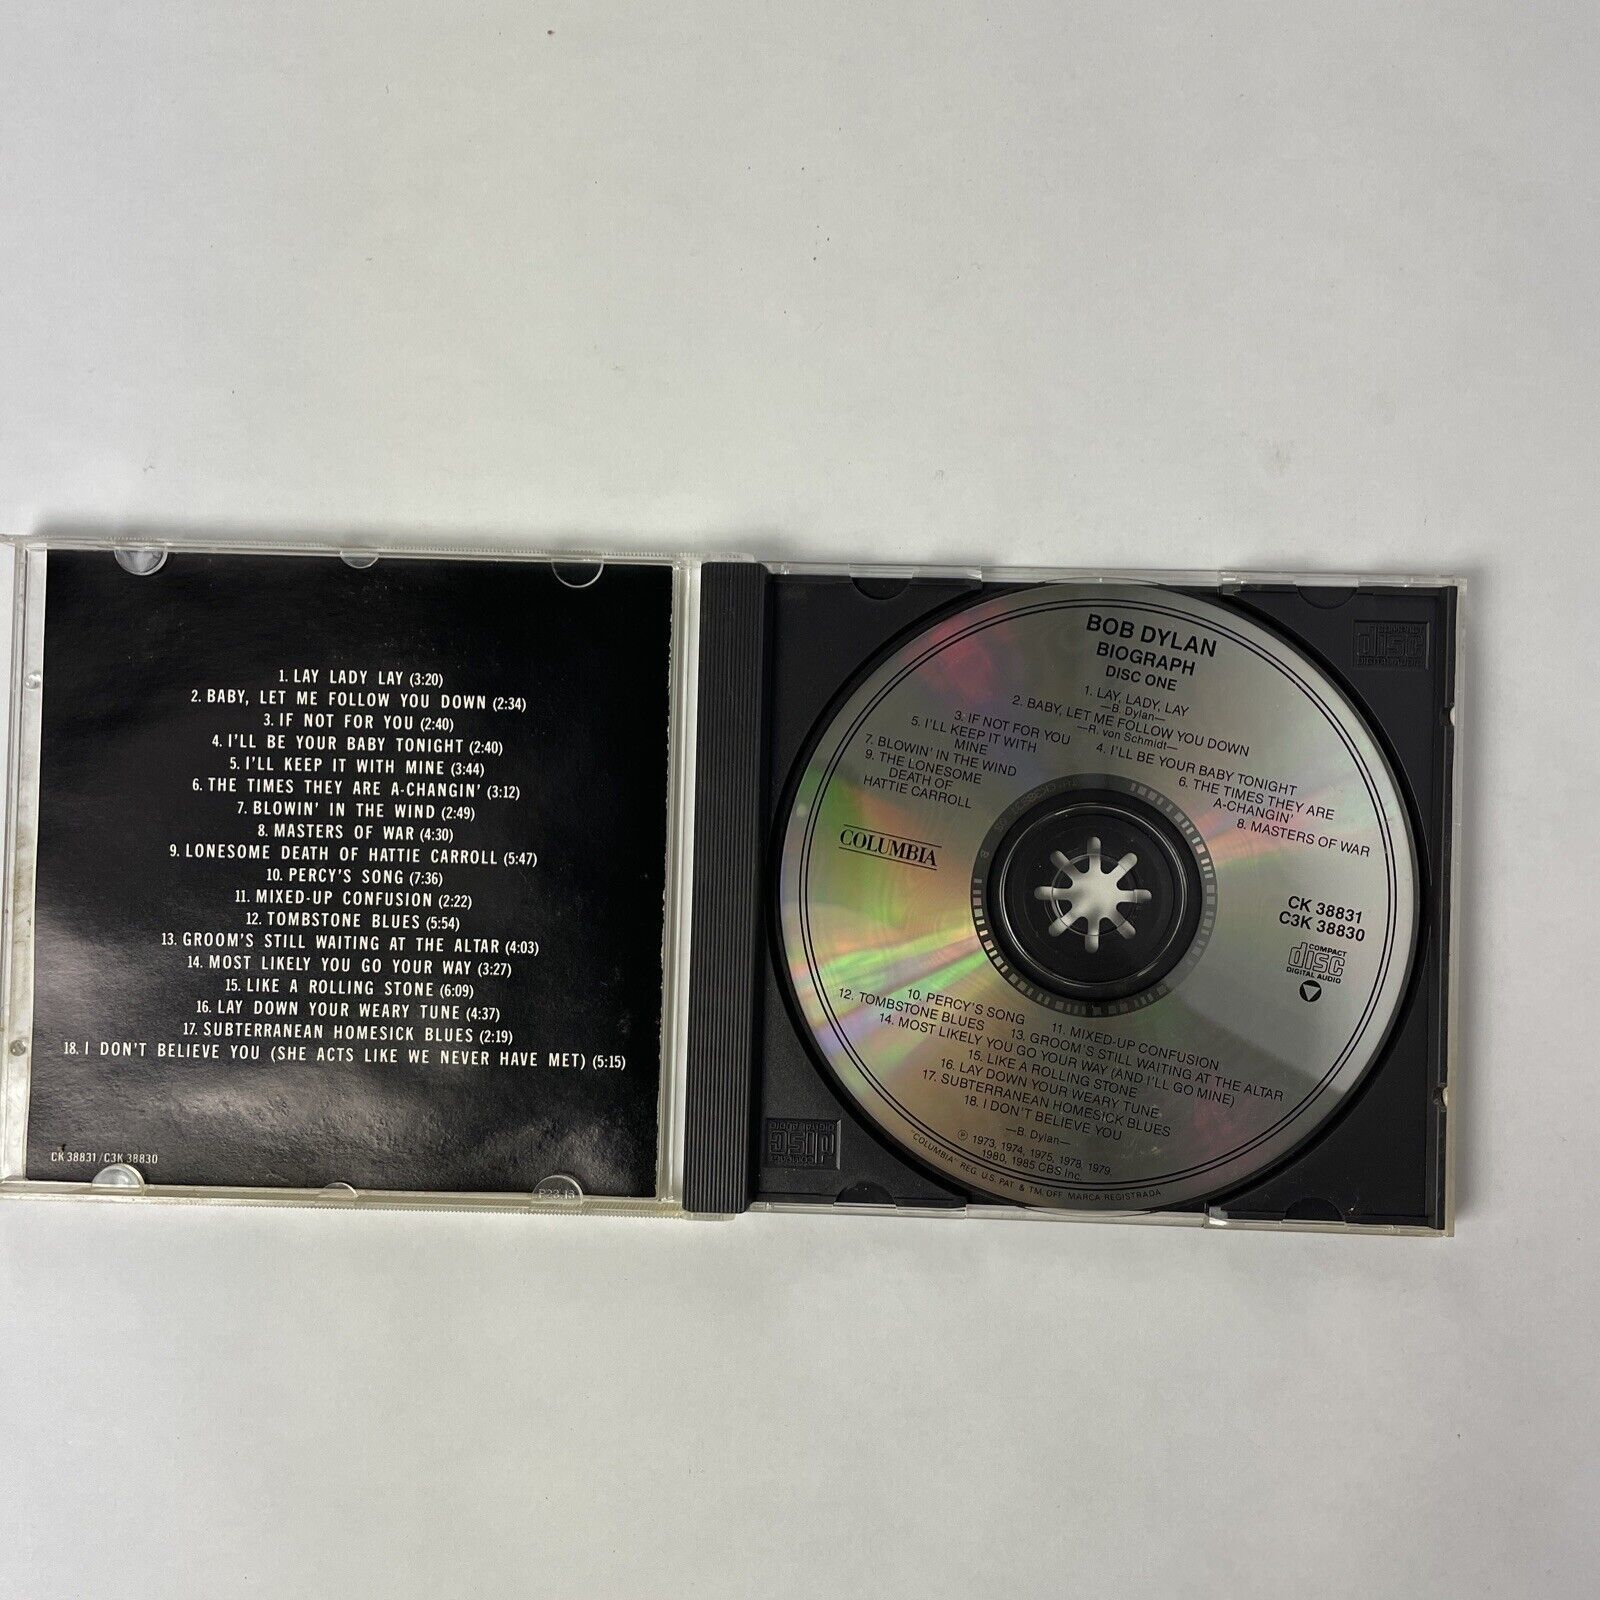 1. LAY LADY LAY (3:20)
2. BABY, LET ME FOLLOW YOU DOWN (2:34)
3. IF NOT FOR YOU (2:40)
4. I'LL BE YOUR BABY TONIGHT (2:40)
5. I'LL KEEP IT WITH MINE (3:44)
6. THE TIMES THEY ARE A-CHANGIN' (3:12)
7. BLOWIN' IN THE WIND (2:49)
8. MASTERS OF WAR (4:30)
9. LONESOME DEATH OF HATTIE CARROLL (5:47)
10. PERCY'S SONG (7:36)
11. MIXED-UP CONFUSION (2:22)
12. TOMBSTONE BLUES (5:54)
13. GROOM'S STILL WAITING AT THE ALTAR (4:03)
14. MOST LIKELY YOU GO YOUR WAY (3:27)
15. LIKE A ROLLING STONE (6:09)
16. LAY DOWN YOUR WEARY TUNE (4:37)
17. SUBTERRANEAN HOMESICK BLUES (2:19)
18. I DON'T BELIEVE YOU (SHE ACTS LIKE WE NEVER HAVE MET) (5:15)
CK 38831/C3K 38830
BOB DYLAN
BIOGRAPH
DISC ONE
1. LAY, LADY, LAY
—B. Dylan—
2. BABY, LET ME FOLLOW YOU DOWN
—R. von Schmidt—
3. IF NOT FOR YOU
4. I'LL BE YOUR BABY TONIGHT
5. I'LL KEEP IT WITH
MINE
6. THE TIMES THEY ARE
A-CHANGIN'
7. BLOWIN' IN THE WIND
8. MASTERS OF WAR
9. THE LONESOME
DEATH OF
HATTIE CARROLL
COLUMBIA
CK 38831
C3K 38830
COMPACT
disc
DIGITAL AUDIO
10. PERCY'S SONG
11. MIXED-UP CONFUSION
12. TOMBSTONE BLUES
13. GROOM'S STILL WAITING AT THE ALTAR
14. MOST LIKELY YOU GO YOUR WAY (AND I'LL GO MINE)
15. LIKE A ROLLING STONE
16. LAY DOWN YOUR WEARY TUNE
17. SUBTERRANEAN HOMESICK BLUES
18. I DON'T BELIEVE YOU
—B. Dylan—
℗ 1973, 1974, 1975, 1978, 1979,
1980, 1985 CBS Inc.
"COLUMBIA" REG. U.S. PAT. & TM. OFF. MARCA REGISTRADA
COMPACT
disc
DIGITAL AUDIO
COMPACT
disc
DIGITAL AUDIO